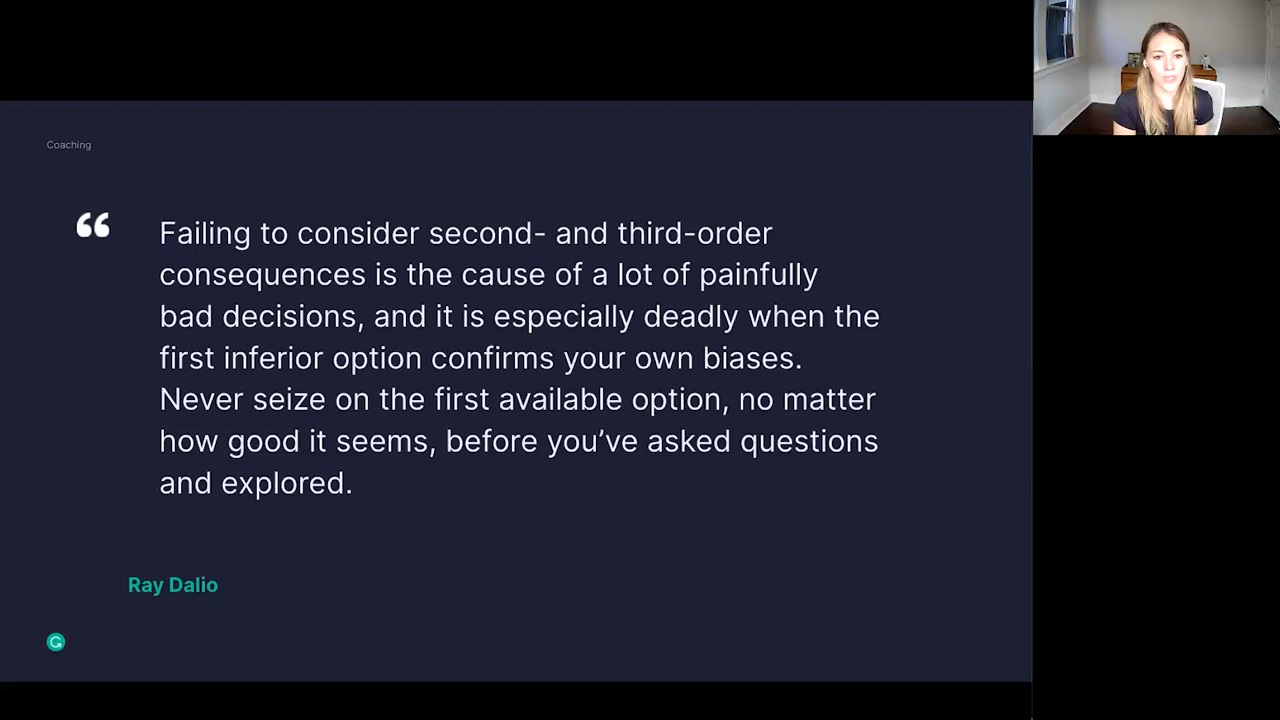 Coaching
“
Failing to consider second- and third-order
consequences is the cause of a lot of painfully
bad decisions, and it is especially deadly when the
first inferior option confirms your own biases.
Never seize on the first available option, no matter
how good it seems, before you’ve asked questions
and explored.
Ray Dalio